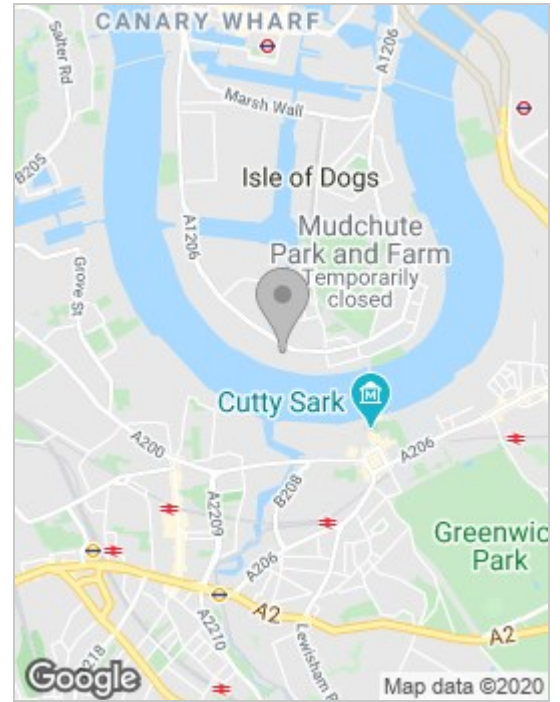 CANARY WHARF
Salter Rd
A1206
Marsh Wall
B205
Isle of Dogs
A1206
Mudchute
Park and Farm
Temporarily
closed
Grove St
Cutty Sark
M
A200
A206
B208
A2209
Greenwic
Park
A206
A2
A2210
Lewisham R
A2
218
Google
Map data ©2020